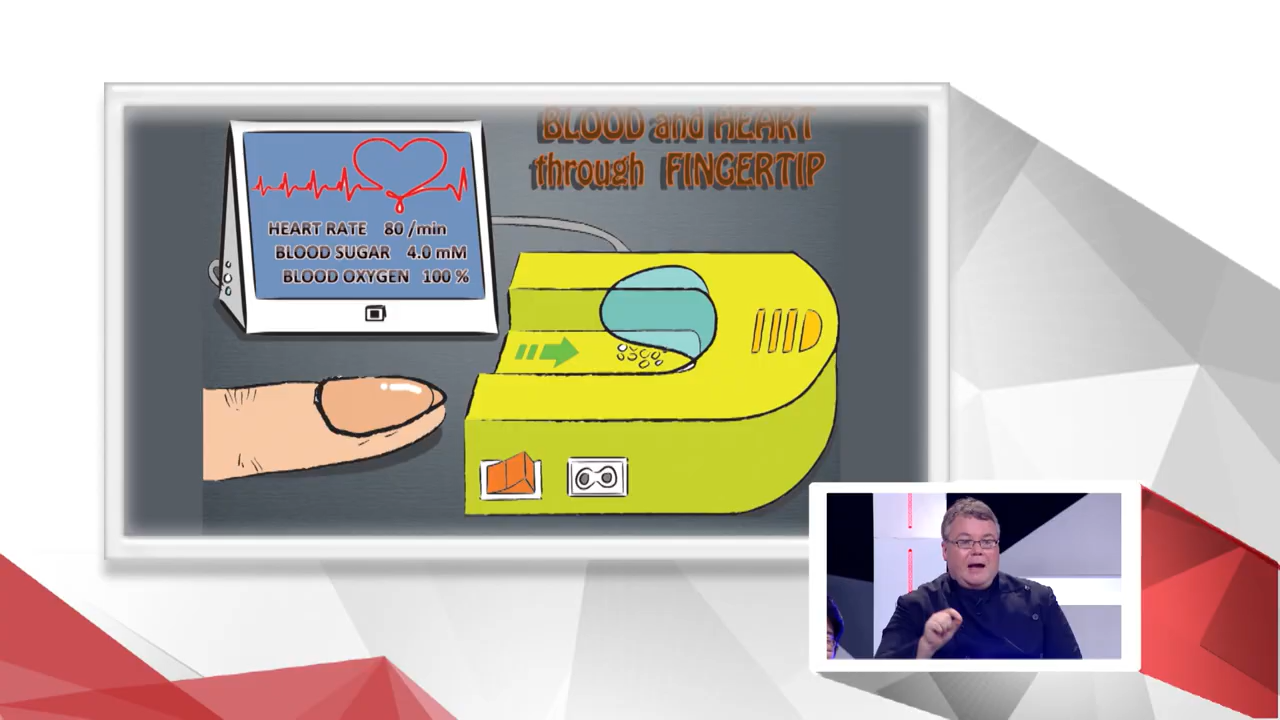 BLOOD and HEART
through FINGERTIP
HEART RATE 80 /min
BLOOD SUGAR 4.0 mM
BLOOD OXYGEN 100 %